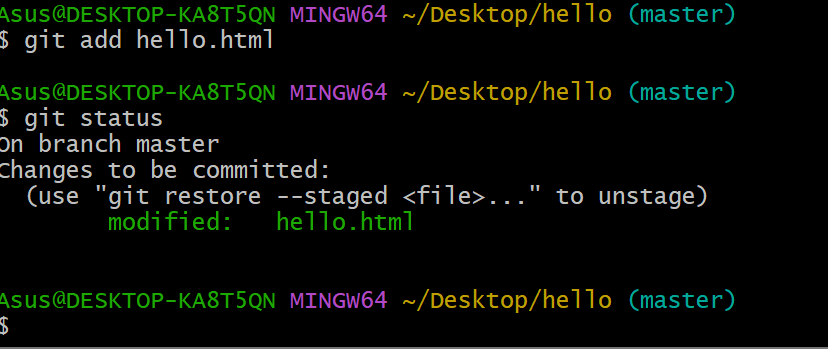 Asus@DESKTOP-KA8T5QN MINGW64 ~/Desktop/hello (master)
$ git add hello.html
Asus@DESKTOP-KA8T5QN MINGW64 ~/Desktop/hello (master)
$ git status
On branch master
Changes to be committed:
  (use "git restore --staged <file>..." to unstage)
        modified:   hello.html
Asus@DESKTOP-KA8T5QN MINGW64 ~/Desktop/hello (master)
$